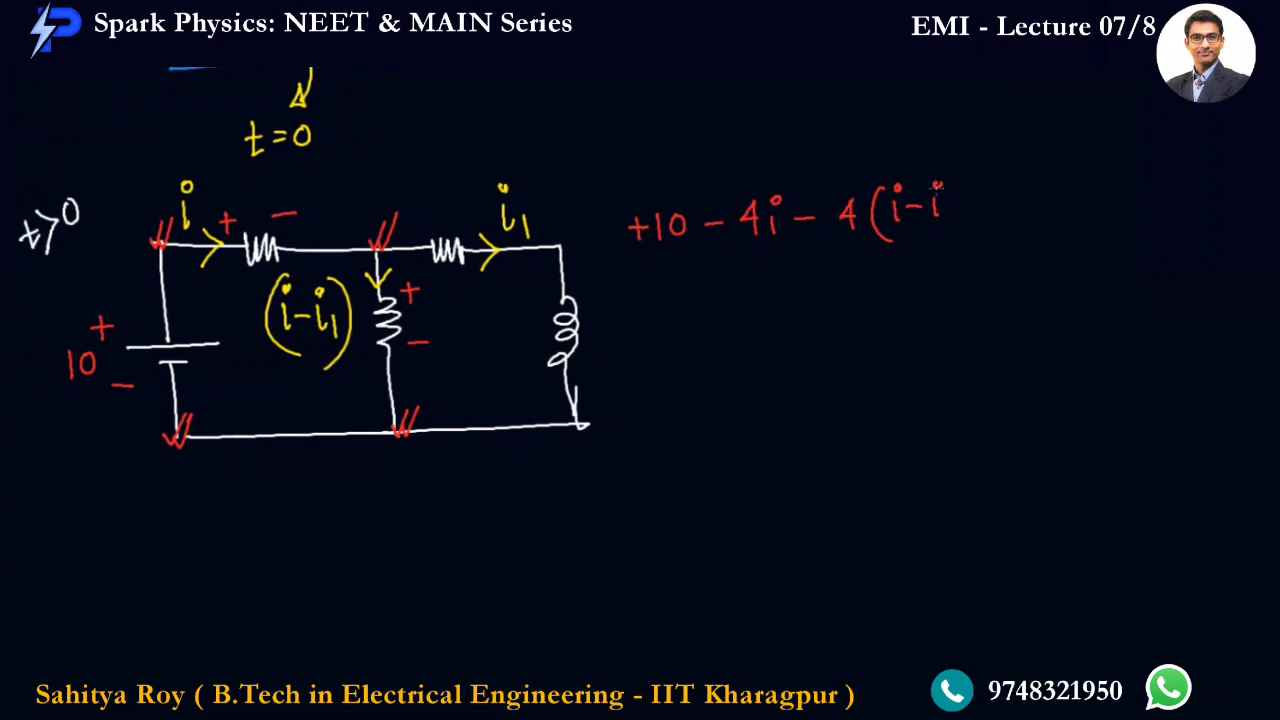 Spark Physics: NEET & MAIN Series
EMI - Lecture 07/8
t=0
t>0
i
+ -
i₁
+10 - 4i - 4(i-i
(i-i₁)
+
-
+
10
-
Sahitya Roy ( B.Tech in Electrical Engineering - IIT Kharagpur )
9748321950